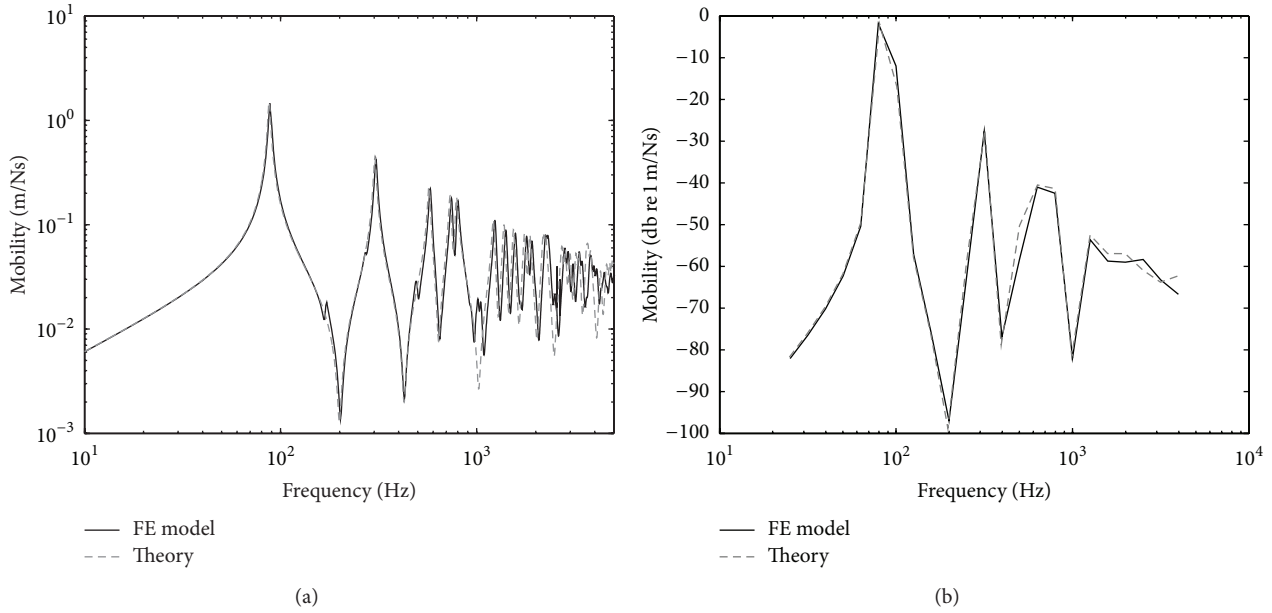 10^1
10^0
10^-1
10^-2
10^-3
Mobility (m/Ns)
10^1
10^2
10^3
Frequency (Hz)
FE model
Theory
(a)
0
−10
−20
−30
−40
−50
−60
−70
−80
−90
−100
Mobility (db re1 m/Ns)
10^1
10^2
10^3
10^4
Frequency (Hz)
FE model
Theory
(b)